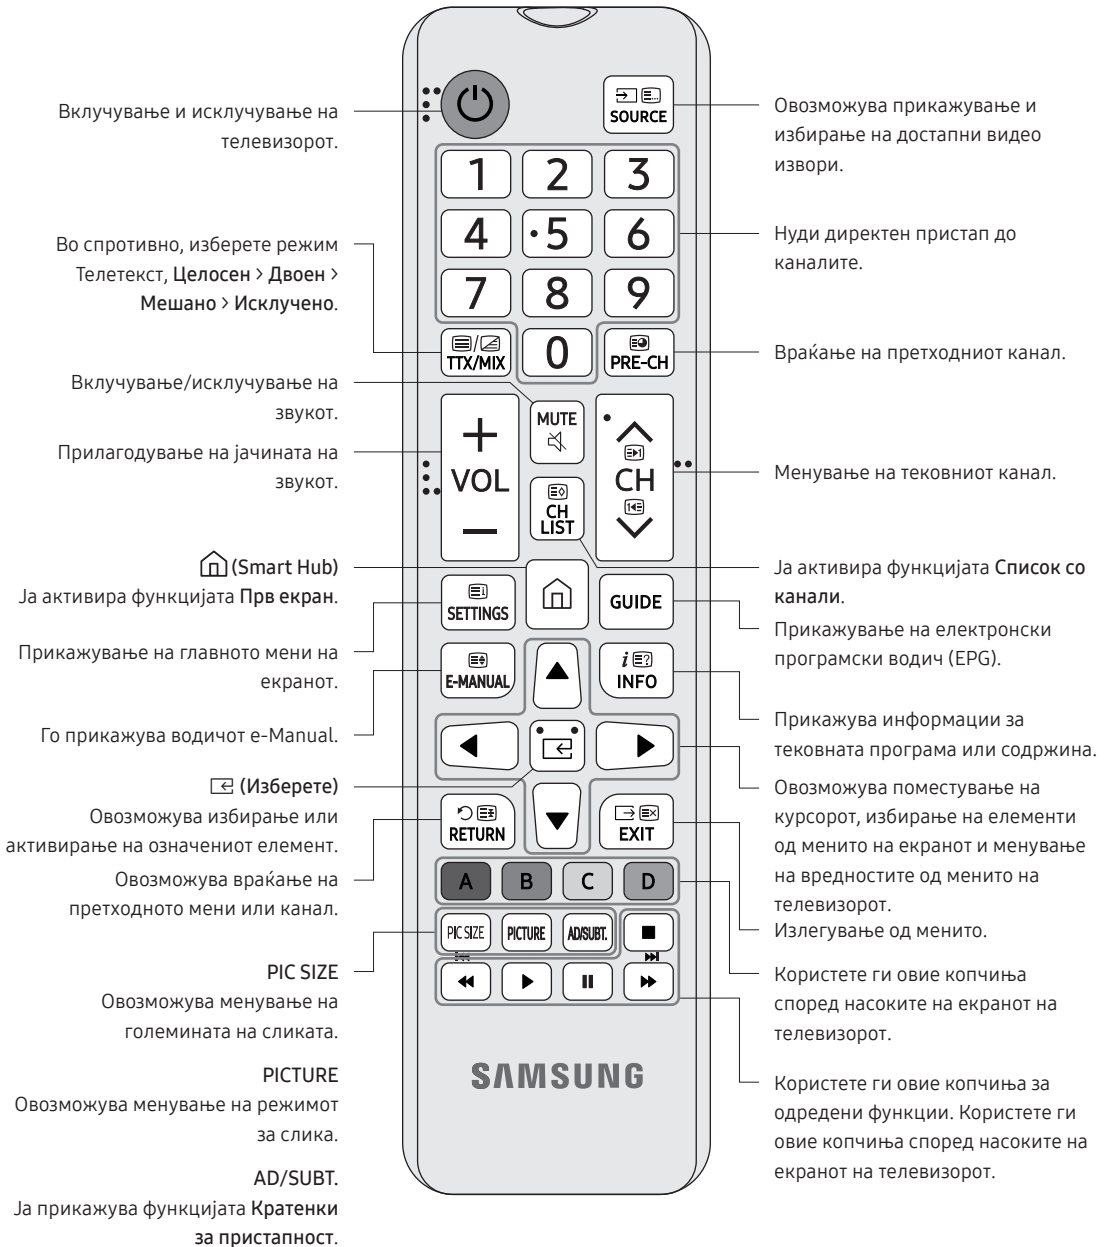 Вклучување и исклучување на
телевизорот.
Во спротивно, изберете режим
Телетекст, Целосен > Двоен >
Мешано > Исклучено.
Вклучување/исклучување на
звукот.
Прилагодување на јачината на
звукот.
(Smart Hub)
Ја активира функцијата Прв екран.
Прикажување на главното мени на
екранот.
Го прикажува водичот e-Manual.
(Изберете)
Овозможува избирање или
активирање на означениот елемент.
Овозможува враќање на
претходното мени или канал.
PIC SIZE
Овозможува менување на
големината на сликата.
PICTURE
Овозможува менување на режимот
за слика.
AD/SUBT.
Ја прикажува функцијата Кратенки
за пристапност.
SOURCE
1 2 3
4 5 6
7 8 9
TTX/MIX 0 PRE-CH
MUTE
VOL
CH
CH
LIST
SETTINGS
GUIDE
E-MANUAL
INFO
RETURN
EXIT
A B C D
PIC SIZE PICTURE AD/SUBT.
SAMSUNG
Овозможува прикажување и
избирање на достапни видео
извори.
Нуди директен пристап до
каналите.
Враќање на претходниот канал.
Менување на тековниот канал.
Ја активира функцијата Список со
канали.
Прикажување на електронски
програмски водич (EPG).
Прикажува информации за
тековната програма или содржина.
Овозможува поместување на
курсорот, избирање на елементи
од менито на екранот и менување
на вредностите од менито на
телевизорот.
Излегување од менито.
Користете ги овие копчиња
според насоките на екранот на
телевизорот.
Користете ги овие копчиња за
одредени функции. Користете ги
овие копчиња според насоките на
екранот на телевизорот.